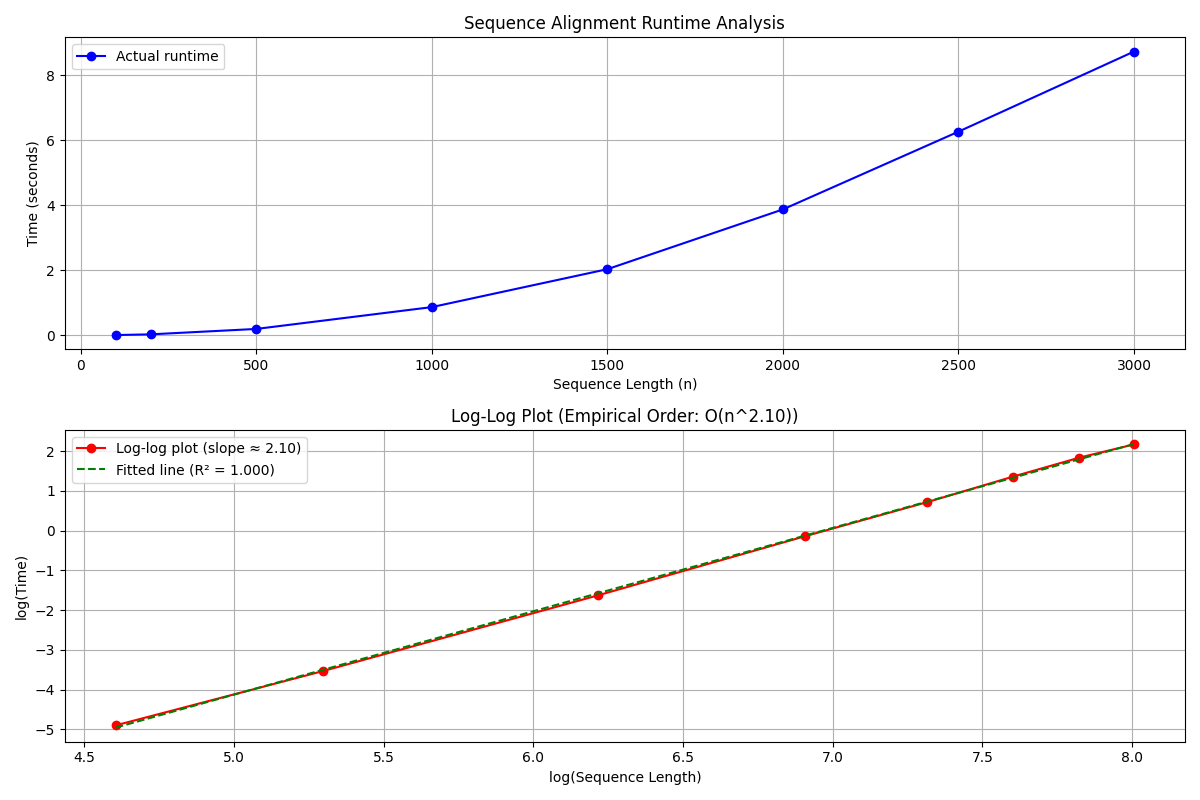 Sequence Alignment Runtime Analysis
Actual runtime
8
6
4
2
0
Time (seconds)
0 500 1000 1500 2000 2500 3000
Sequence Length (n)
Log-Log Plot (Empirical Order: O(n^2.10))
Log-log plot (slope ≈ 2.10)
Fitted line (R² = 1.000)
2
1
0
−1
−2
−3
−4
−5
log(Time)
4.5 5.0 5.5 6.0 6.5 7.0 7.5 8.0
log(Sequence Length)